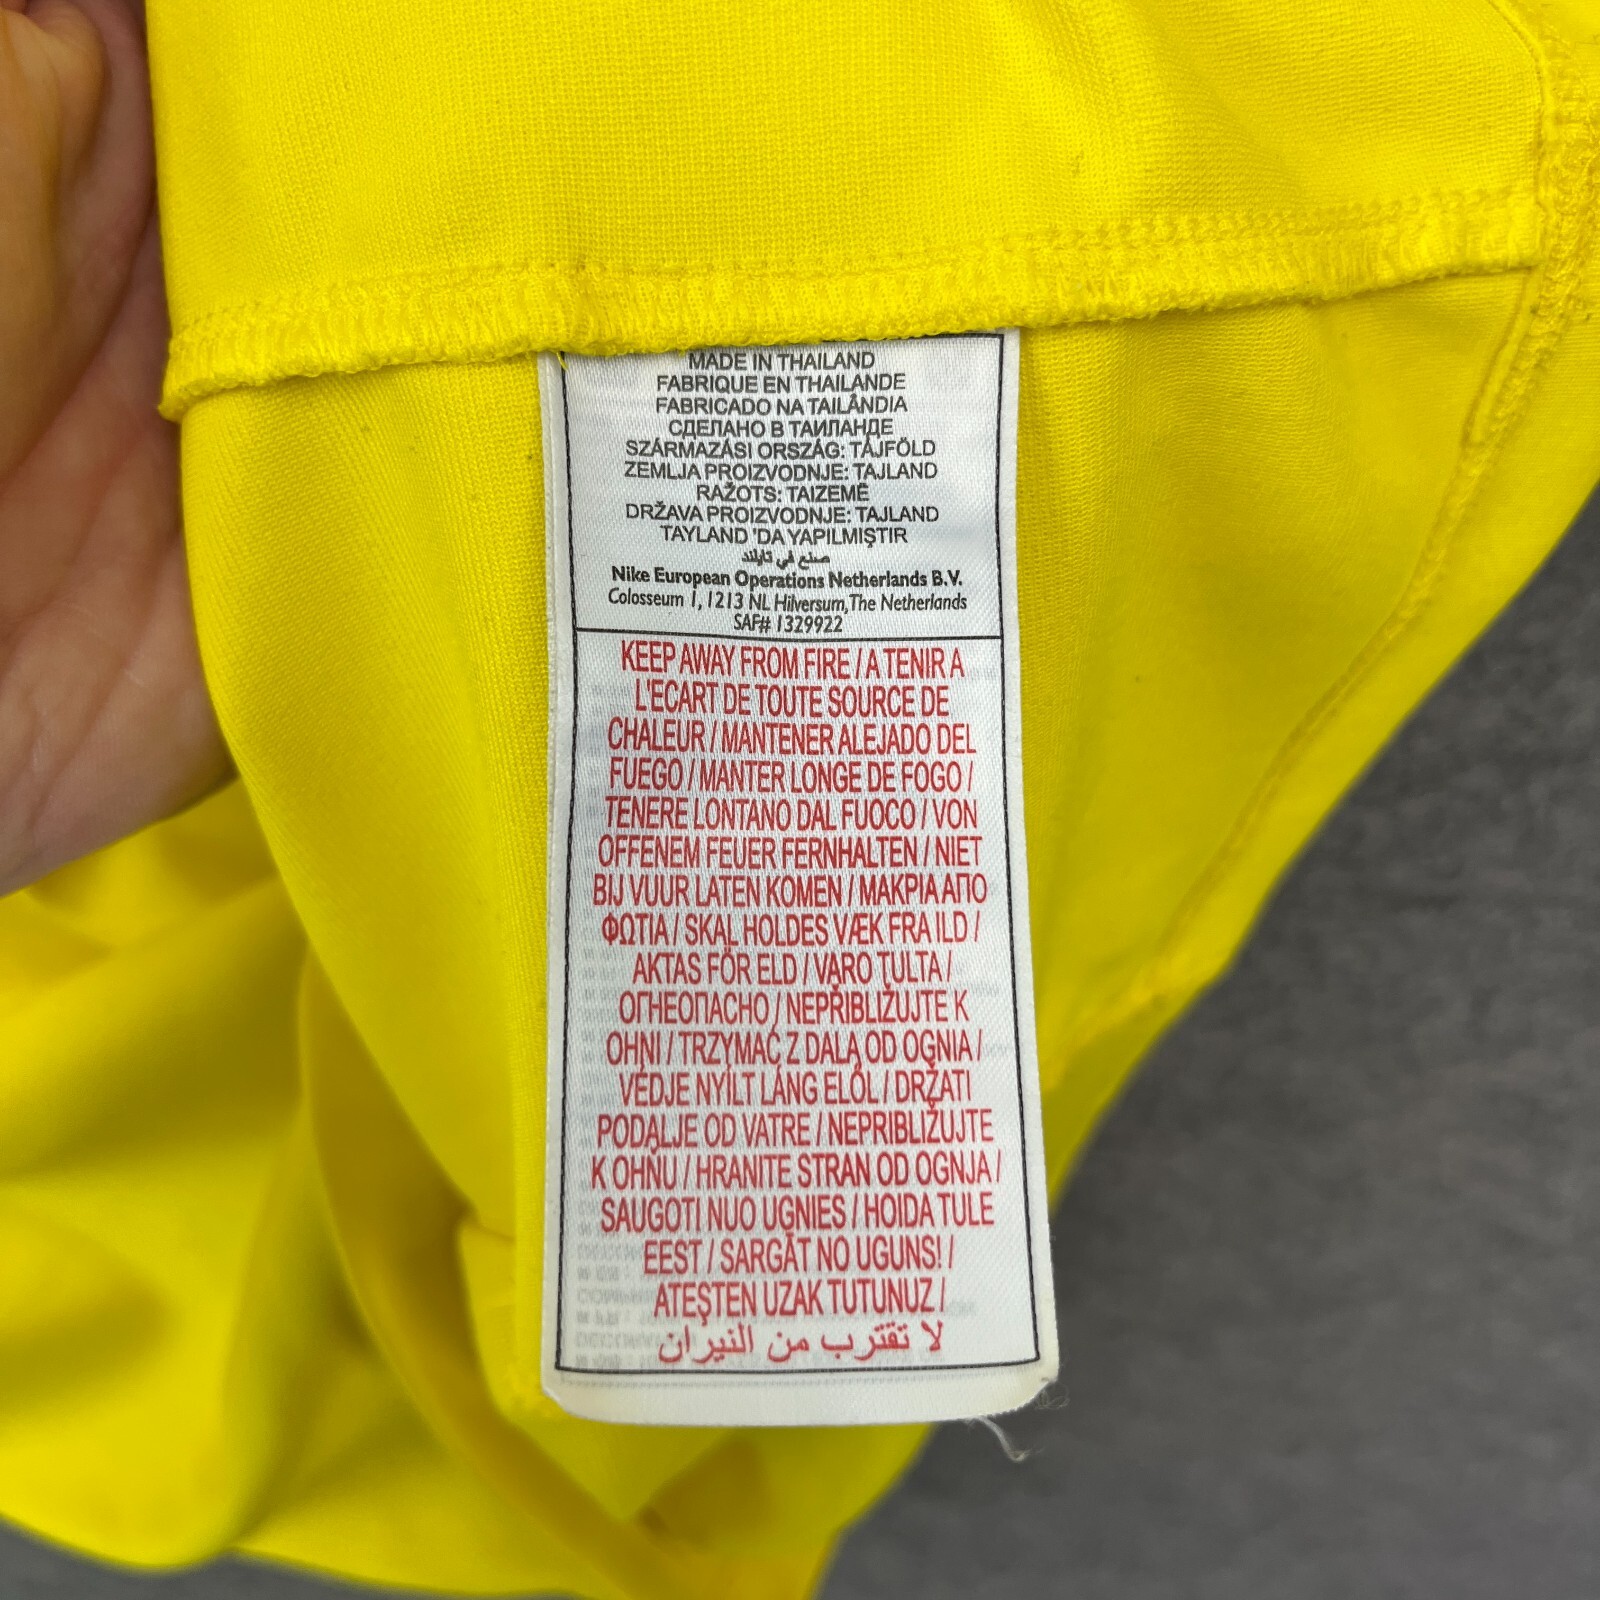 MADE IN THAILAND
FABRIQUE EN THAILANDE
FABRICADO NA TAILÂNDIA
СДЕЛАНО В ТАИЛАНДЕ
SZÁRMAZÁSI ORSZÁG: TÁJFÖLD
ZEMLJA PROIZVODNJE: TAJLAND
RAŽOTS: TAIZEMĒ
DRŽAVA PROIZVODNJE: TAJLAND
TAYLAND 'DA YAPILMIŞTIR
صنع في تايلند
Nike European Operations Netherlands B.V.
Colosseum 1, 1213 NL Hilversum, The Netherlands
SAF# 1329922
KEEP AWAY FROM FIRE / A TENIR A
L'ECART DE TOUTE SOURCE DE
CHALEUR / MANTENER ALEJADO DEL
FUEGO / MANTER LONGE DE FOGO /
TENERE LONTANO DAL FUOCO / VON
OFFENEM FEUER FERNHALTEN / NIET
BIJ VUUR LATEN KOMEN / ΜΑΚΡΙΑ ΑΠΟ
ΦΩΤΙΑ / SKAL HOLDES VÆK FRA ILD /
AKTAS FÖR ELD / VARO TULTA /
ОГНЕОПАСНО / NEPŘIBLIŽUJTE K
OHNI / TRZYMAĆ Z DALA OD OGNIA /
VÉDJE NYÍLT LÁNG ELŐL / DRŽATI
PODALJE OD VATRE / NEPRIBLIŽUJTE
K OHŇU / HRANITE STRAN OD OGNJA /
SAUGOTI NUO UGNIES / HOIDA TULE
EEST / SARGĀT NO UGUNS! /
ATEŞTEN UZAK TUTUNUZ /
لا تقترب من النيران